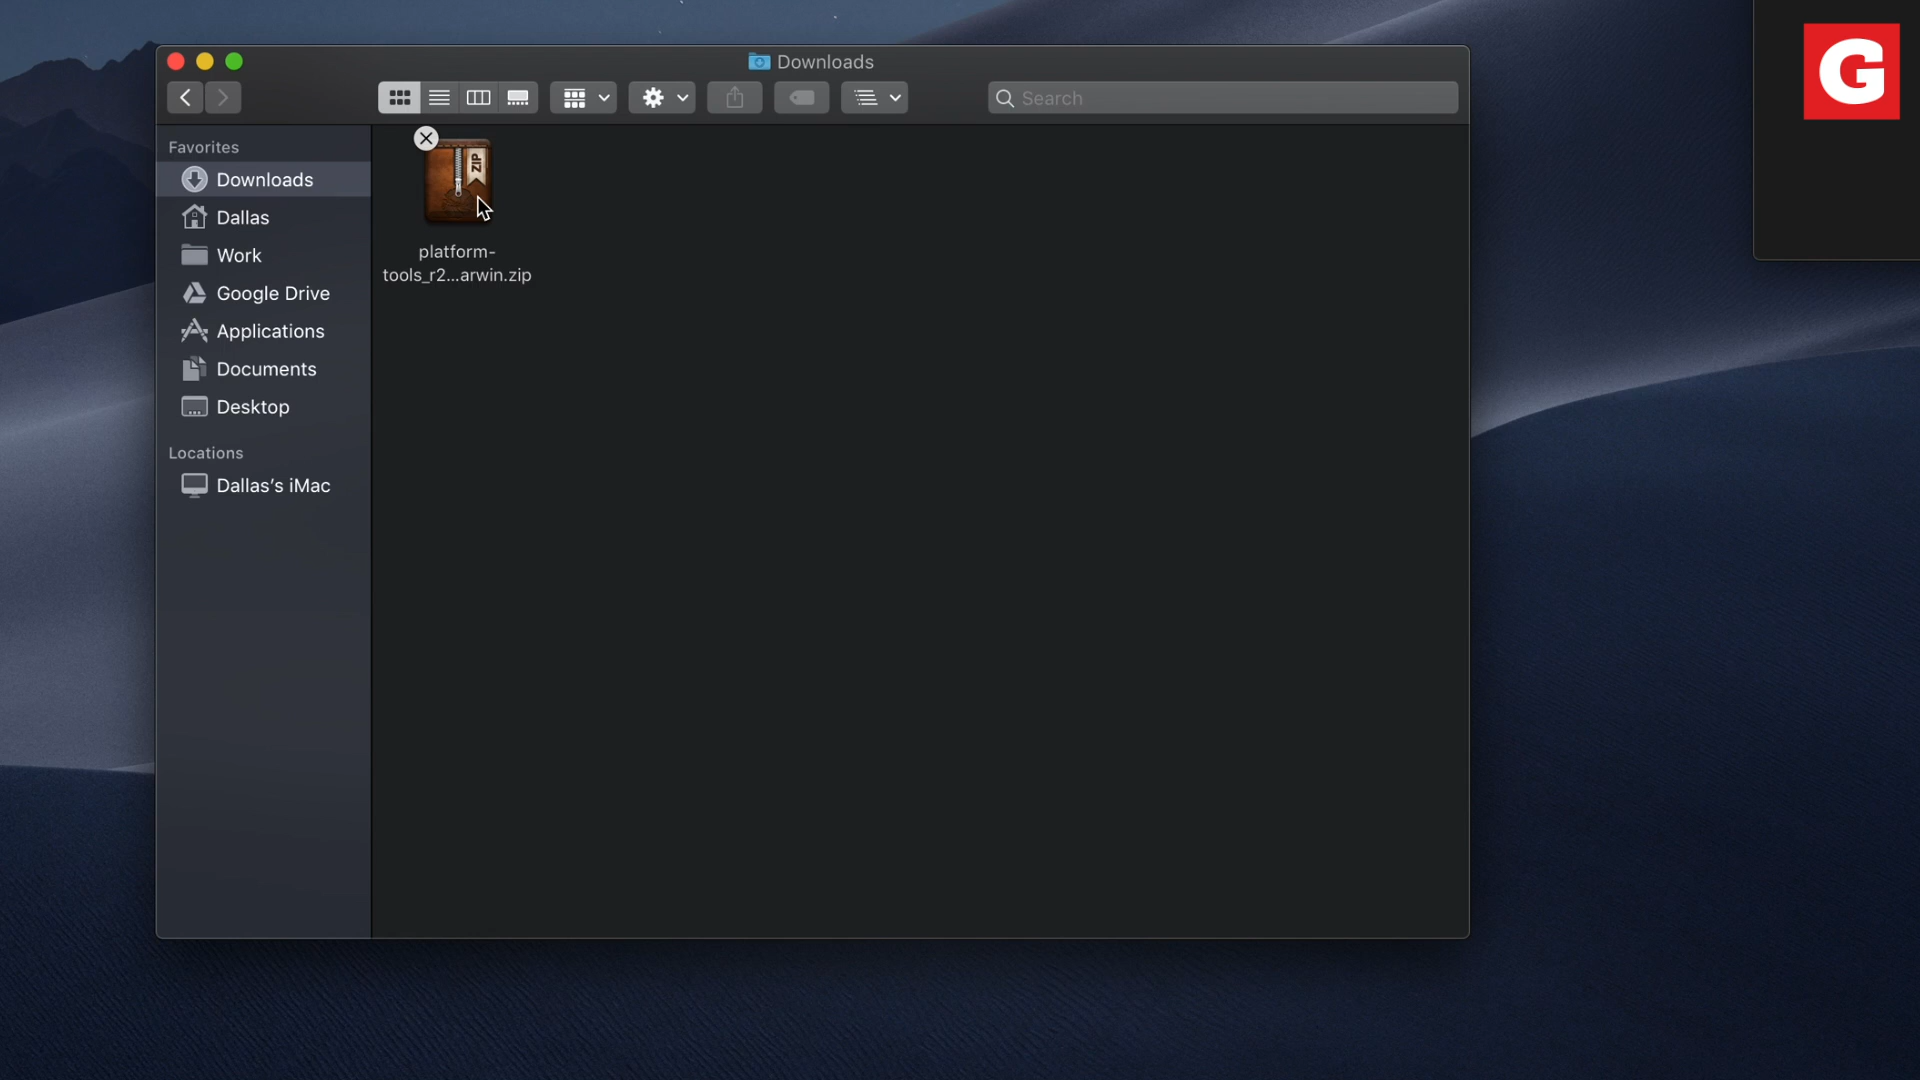 Downloads
Search
Favorites
Downloads
Dallas
Work
Google Drive
Applications
Documents
Desktop
Locations
Dallas's iMac
ZIP
platform-
tools_r2...arwin.zip
G